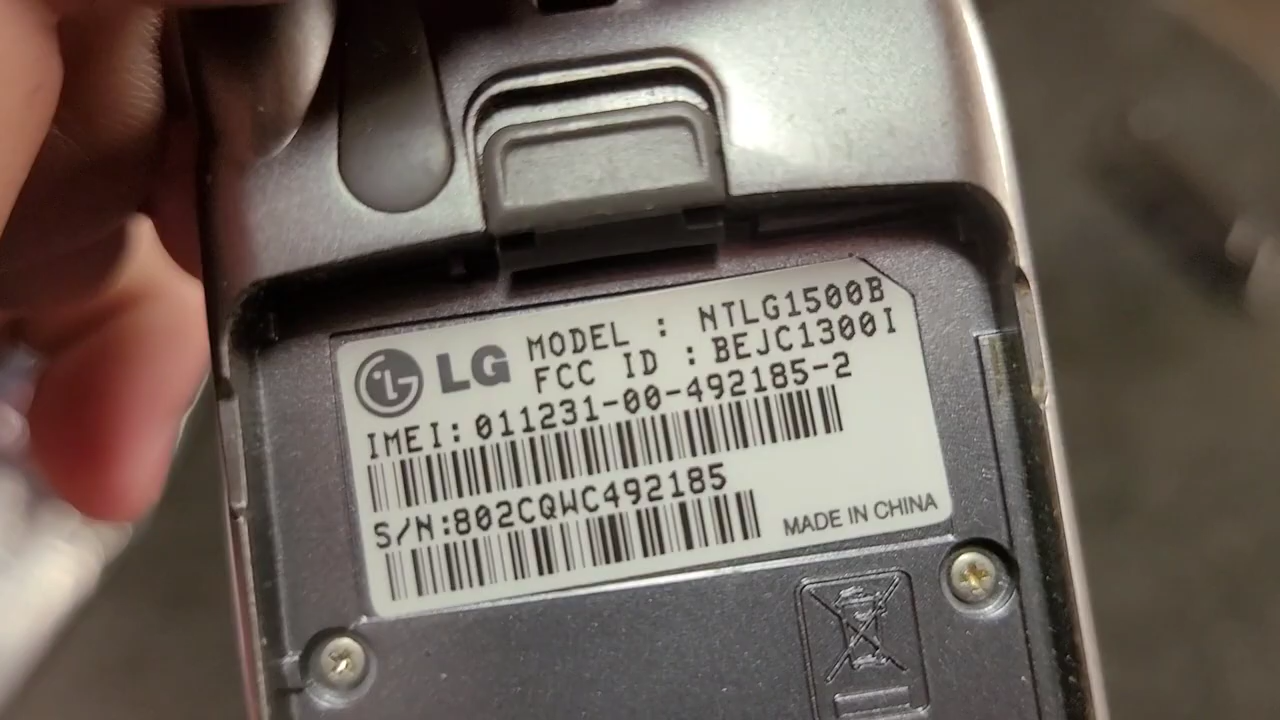 LG MODEL : NTLG1500B
FCC ID : BEJC1300I
IMEI: 011231-00-492185-2
S/N:802CQWC492185
MADE IN CHINA